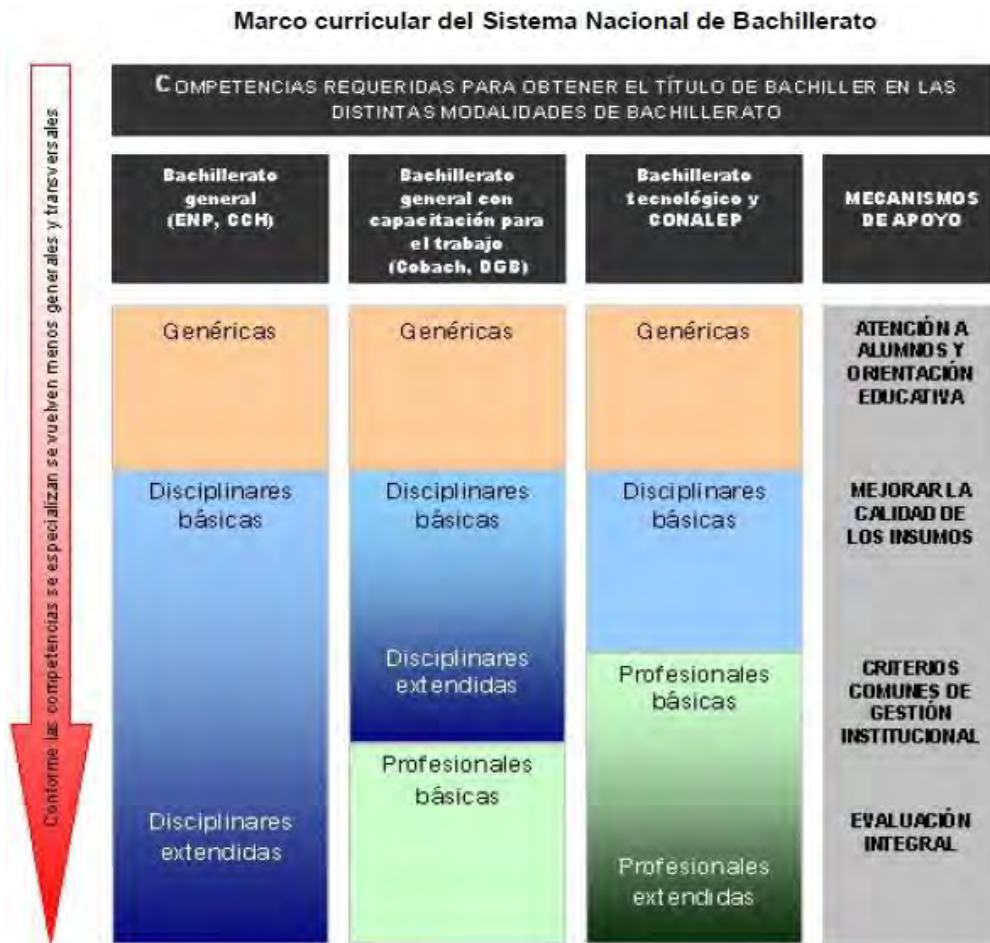 Marco curricular del Sistema Nacional de Bachillerato
Conforme las competencias se especializan se vuelven menos generales y transversales
COMPETENCIAS REQUERIDAS PARA OBTENER EL TÍTULO DE BACHILLER EN LAS
DISTINTAS MODALIDADES DE BACHILLERATO
Bachillerato
general
(ENP, CCH)
Bachillerato
general con
capacitación para
el trabajo
(Cobach, DGB)
Bachillerato
tecnológico y
CONALEP
MECANISMOS
DE APOYO
Genéricas
Disciplinares
básicas
Disciplinares
extendidas
Genéricas
Disciplinares
básicas
Disciplinares
extendidas
Profesionales
básicas
Genéricas
Disciplinares
básicas
Profesionales
básicas
Profesionales
extendidas
ATENCIÓN A
ALUMNOS Y
ORIENTACIÓN
EDUCATIVA
MEJORAR LA
CALIDAD DE
LOS INSUMOS
CRITERIOS
COMUNES DE
GESTIÓN
INSTITUCIONAL
EVALUACIÓN
INTEGRAL